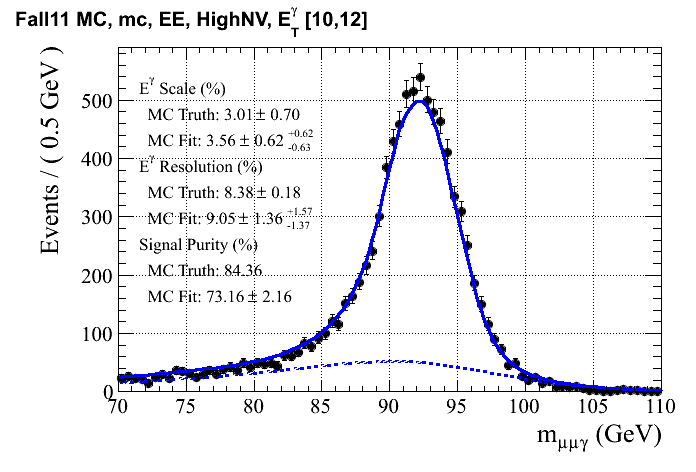 Fall11 MC, mc, EE, HighNV, E_T^γ [10,12]
Events / ( 0.5 GeV )
500
400
300
200
100
0
E^γ Scale (%)
MC Truth: 3.01 ± 0.70
MC Fit: 3.56 ± 0.62 +0.62 -0.63
E^γ Resolution (%)
MC Truth: 8.38 ± 0.18
MC Fit: 9.05 ± 1.36 +1.57 -1.37
Signal Purity (%)
MC Truth: 84.36
MC Fit: 73.16 ± 2.16
70 75 80 85 90 95 100 105 110
m_μμγ (GeV)